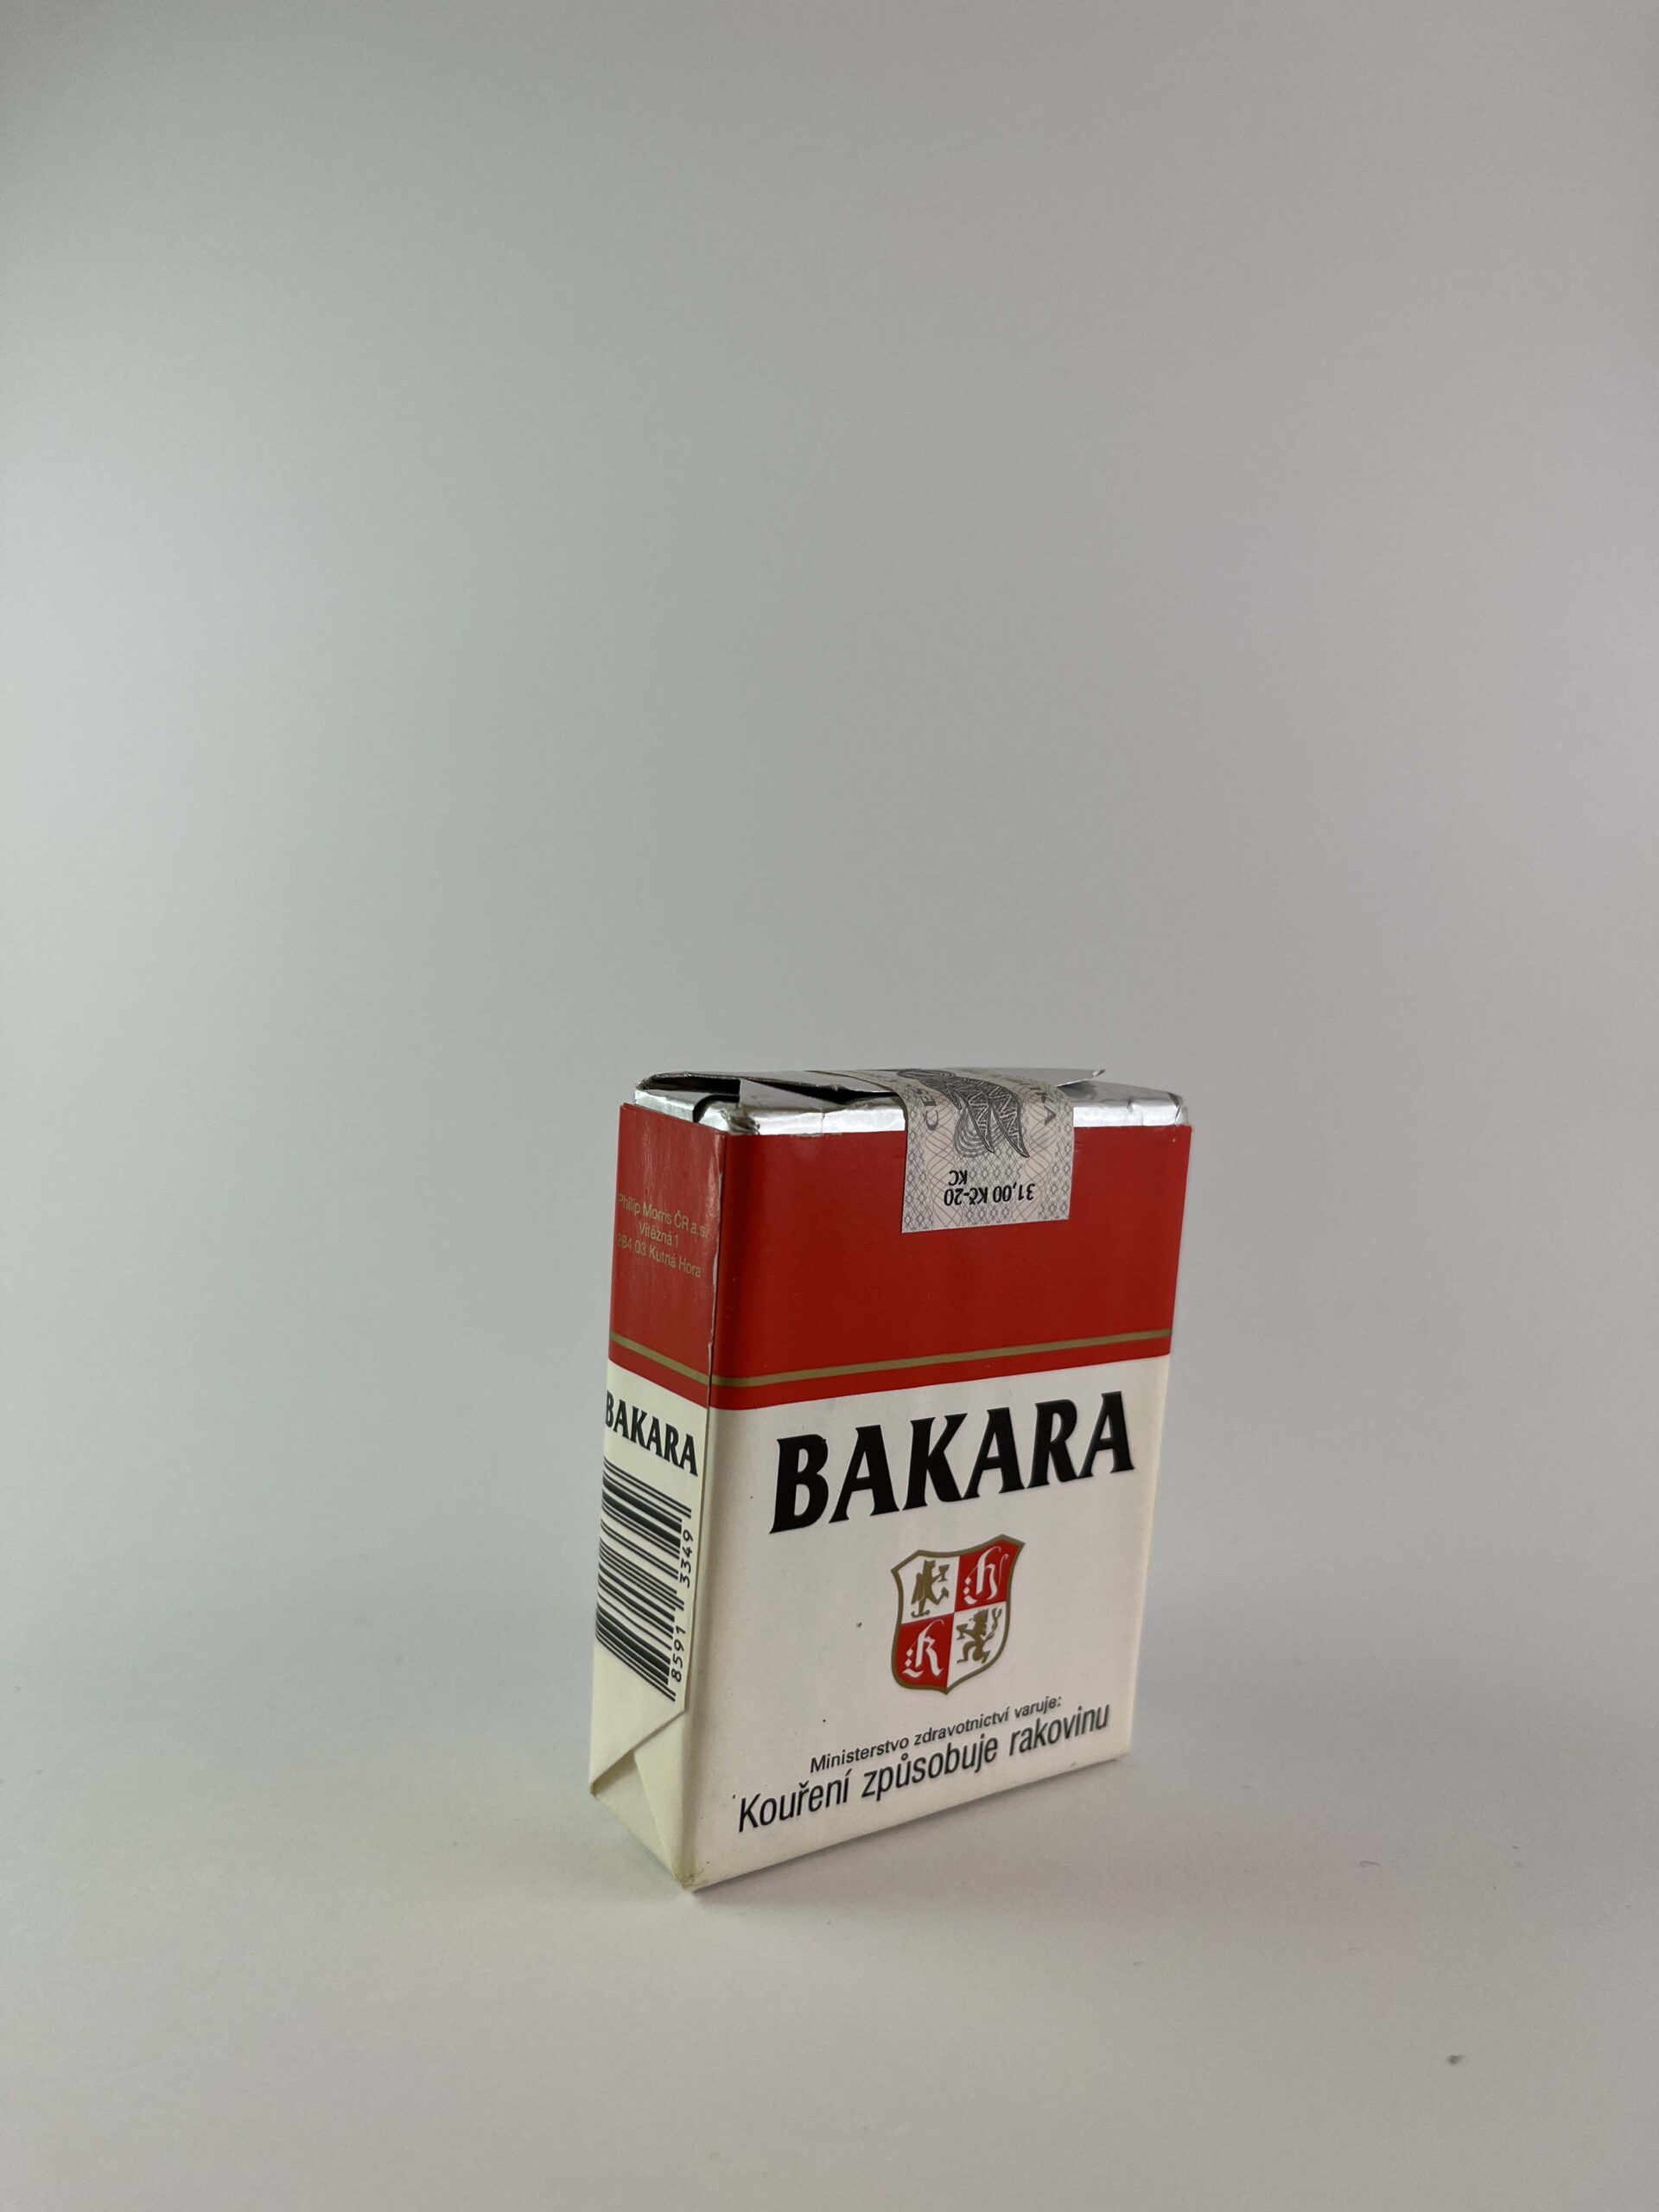 31,00 Kč-20
KC
Philip Morris ČR a.s.
Vítězná 1
284 03 Kutná Hora
BAKARA
8591 3349
BAKARA
h
k
Ministerstvo zdravotnictví varuje:
Kouření způsobuje rakovinu